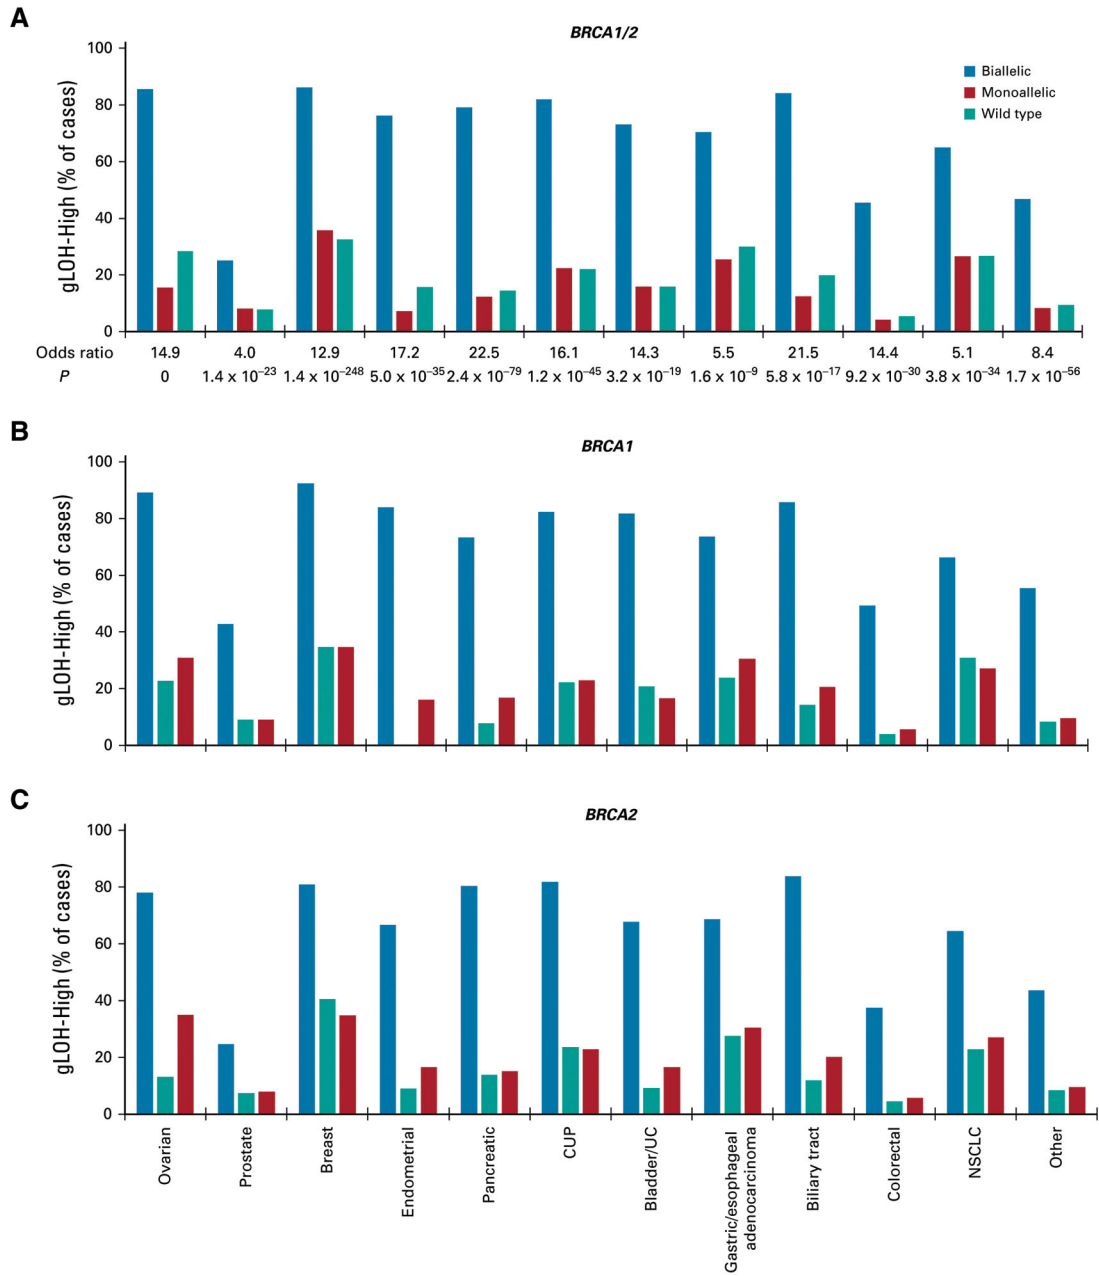 A
BRCA1/2
gLOH-High (% of cases)
100
80
60
40
20
0
Biallelic
Monoallelic
Wild type
Odds ratio 14.9 4.0 12.9 17.2 22.5 16.1 14.3 5.5 21.5 14.4 5.1 8.4
P 0 1.4 x 10⁻²³ 1.4 x 10⁻²⁴⁸ 5.0 x 10⁻³⁵ 2.4 x 10⁻⁷⁹ 1.2 x 10⁻⁴⁵ 3.2 x 10⁻¹⁹ 1.6 x 10⁻⁹ 5.8 x 10⁻¹⁷ 9.2 x 10⁻³⁰ 3.8 x 10⁻³⁴ 1.7 x 10⁻⁵⁶
B
BRCA1
gLOH-High (% of cases)
100
80
60
40
20
0
C
BRCA2
gLOH-High (% of cases)
100
80
60
40
20
0
Ovarian
Prostate
Breast
Endometrial
Pancreatic
CUP
Bladder/UC
Gastric/esophageal
adenocarcinoma
Biliary tract
Colorectal
NSCLC
Other